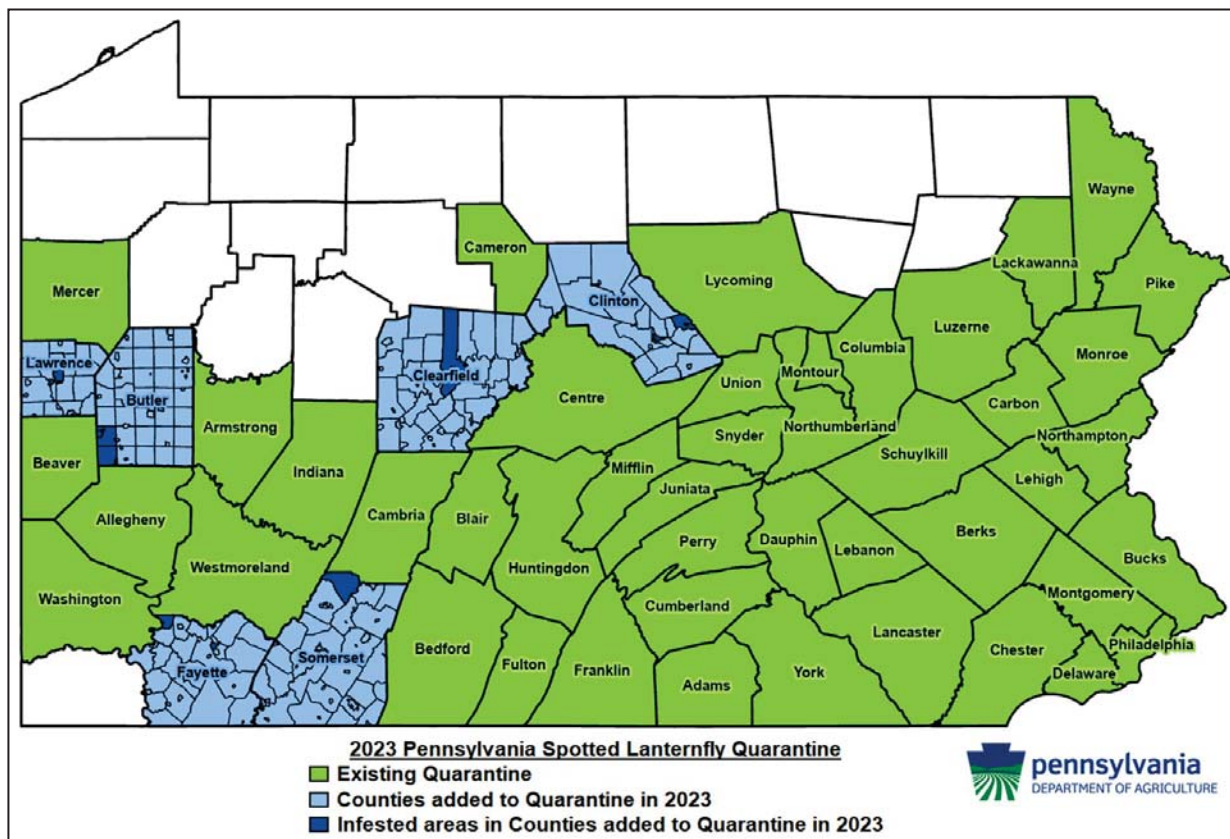 Wayne
Cameron
Lackawanna
Lycoming
Pike
Mercer
Clinton
Luzerne
Monroe
Columbia
Lawrence
Clearfield
Montour
Union
Butler
Centre
Carbon
Armstrong
Snyder
Northumberland
Northampton
Schuylkill
Beaver
Indiana
Mifflin
Lehigh
Juniata
Allegheny
Cambria
Blair
Berks
Perry
Dauphin
Lebanon
Bucks
Westmoreland
Huntingdon
Washington
Montgomery
Cumberland
Lancaster
Philadelphia
Somerset
Bedford
Chester
Fayette
Fulton
Franklin
York
Delaware
Adams
2023 Pennsylvania Spotted Lanternfly Quarantine
Existing Quarantine
Counties added to Quarantine in 2023
Infested areas in Counties added to Quarantine in 2023
pennsylvania
DEPARTMENT OF AGRICULTURE